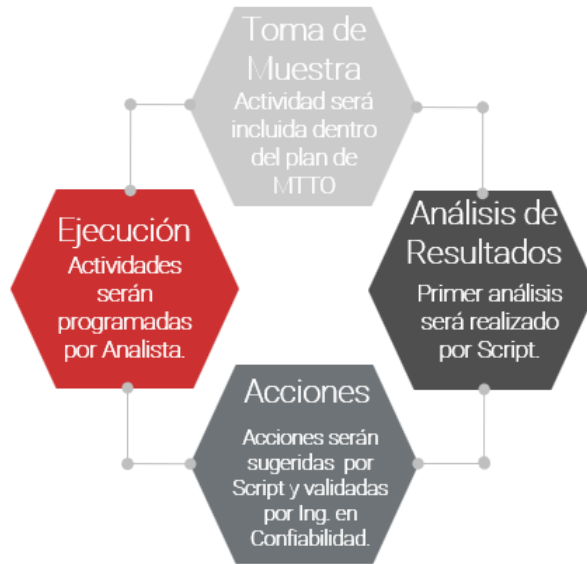 Toma de
Muestra
Actividad será
incluida dentro
del plan de
MTTO
Análisis de
Resultados
Primer análisis
será realizado
por Script.
Acciones
Acciones serán
sugeridas por
Script y validadas
por Ing. en
Confiabilidad.
Ejecución
Actividades
serán
programadas
por Analista.